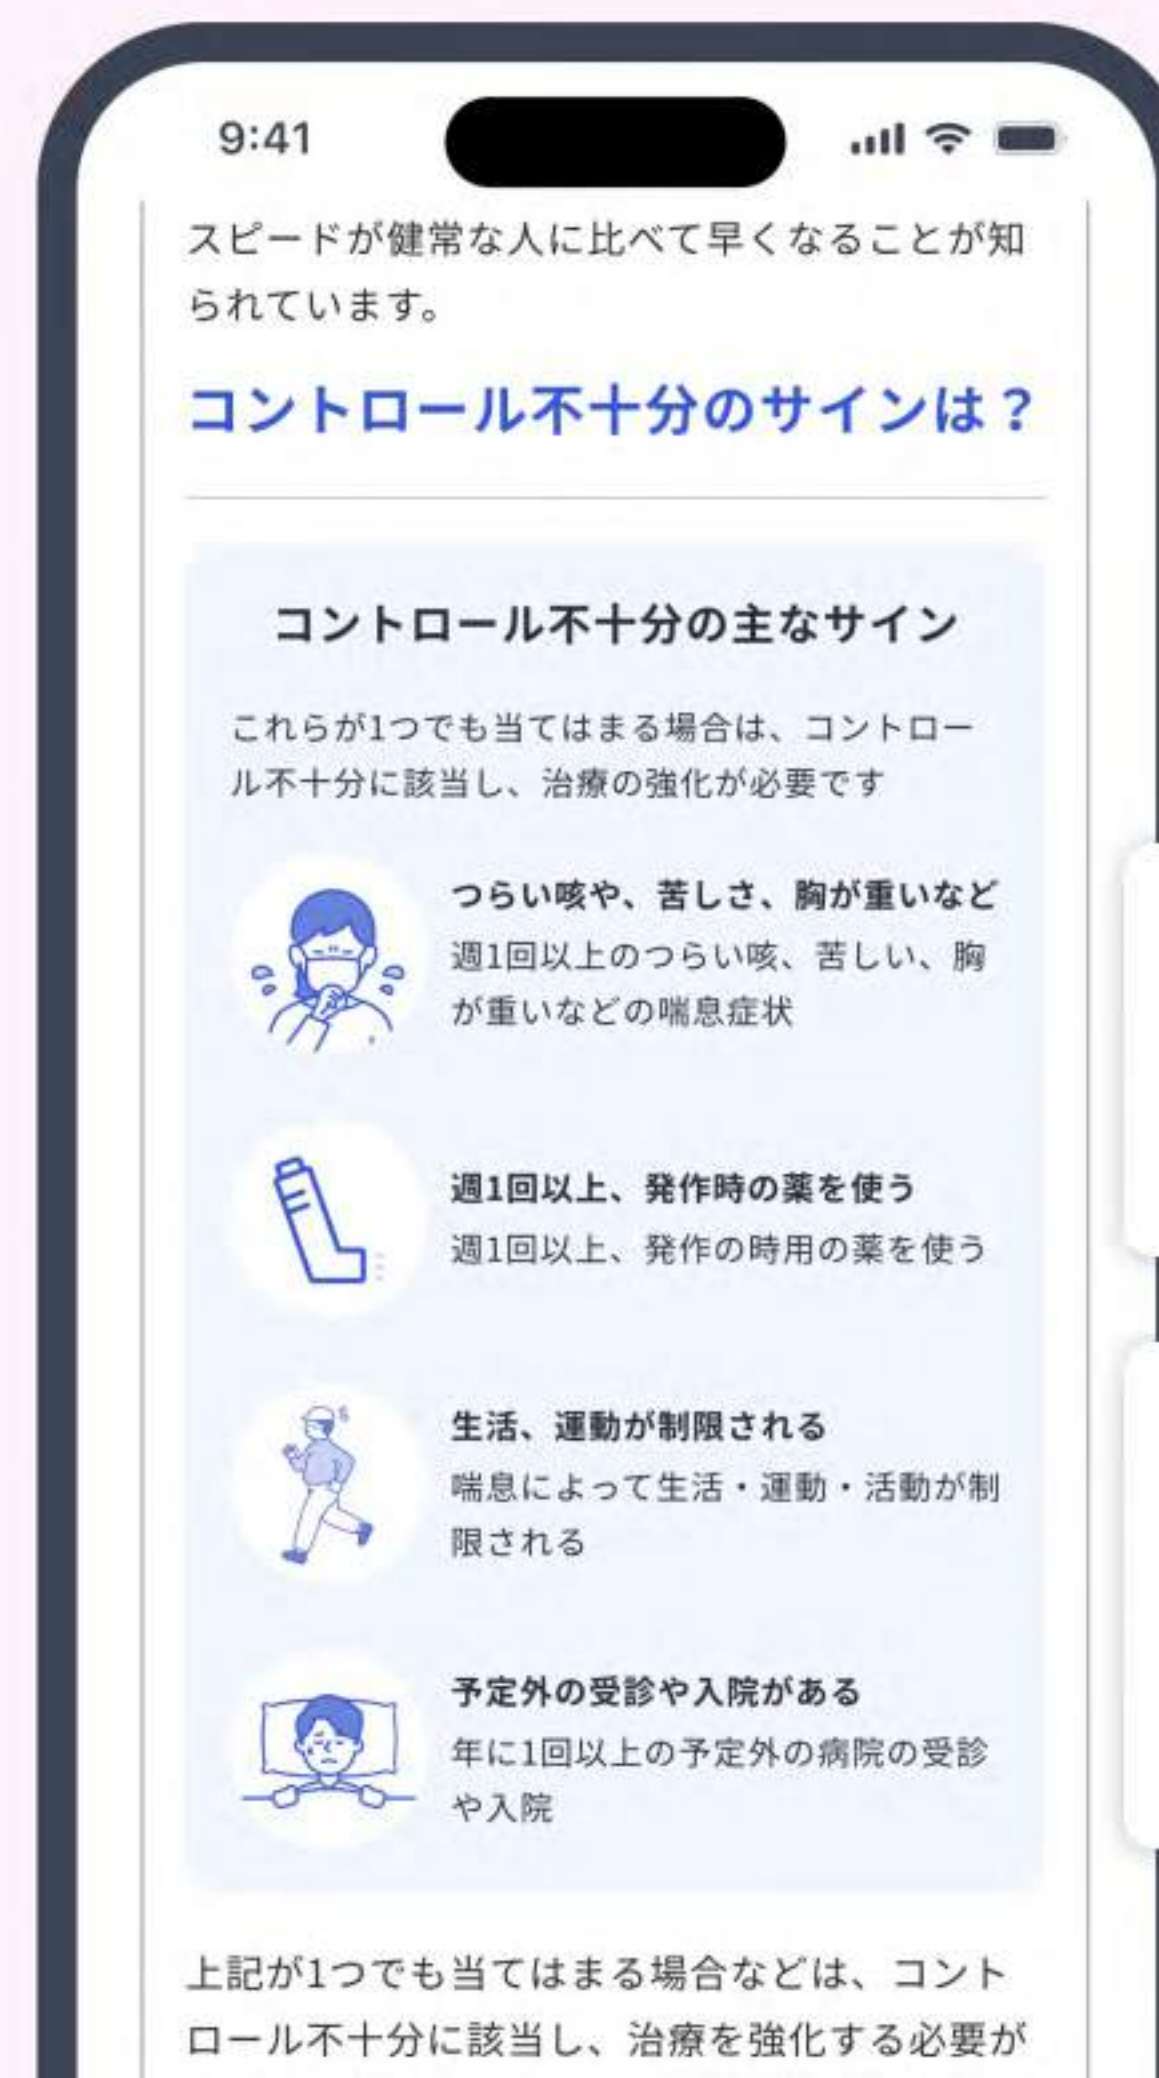 9:41
スピードが健常な人に比べて早くなることが知
られています。
コントロール不十分のサインは？
コントロール不十分の主なサイン
これらが1つでも当てはまる場合は、コントロー
ル不十分に該当し、治療の強化が必要です
つらい咳や、苦しさ、胸が重いなど
週1回以上のつらい咳、苦しい、胸
が重いなどの喘息症状
週1回以上、発作時の薬を使う
週1回以上、発作の時用の薬を使う
生活、運動が制限される
喘息によって生活・運動・活動が制
限される
予定外の受診や入院がある
年に1回以上の予定外の病院の受診
や入院
上記が1つでも当てはまる場合などは、コント
ロール不十分に該当し、治療を強化する必要が